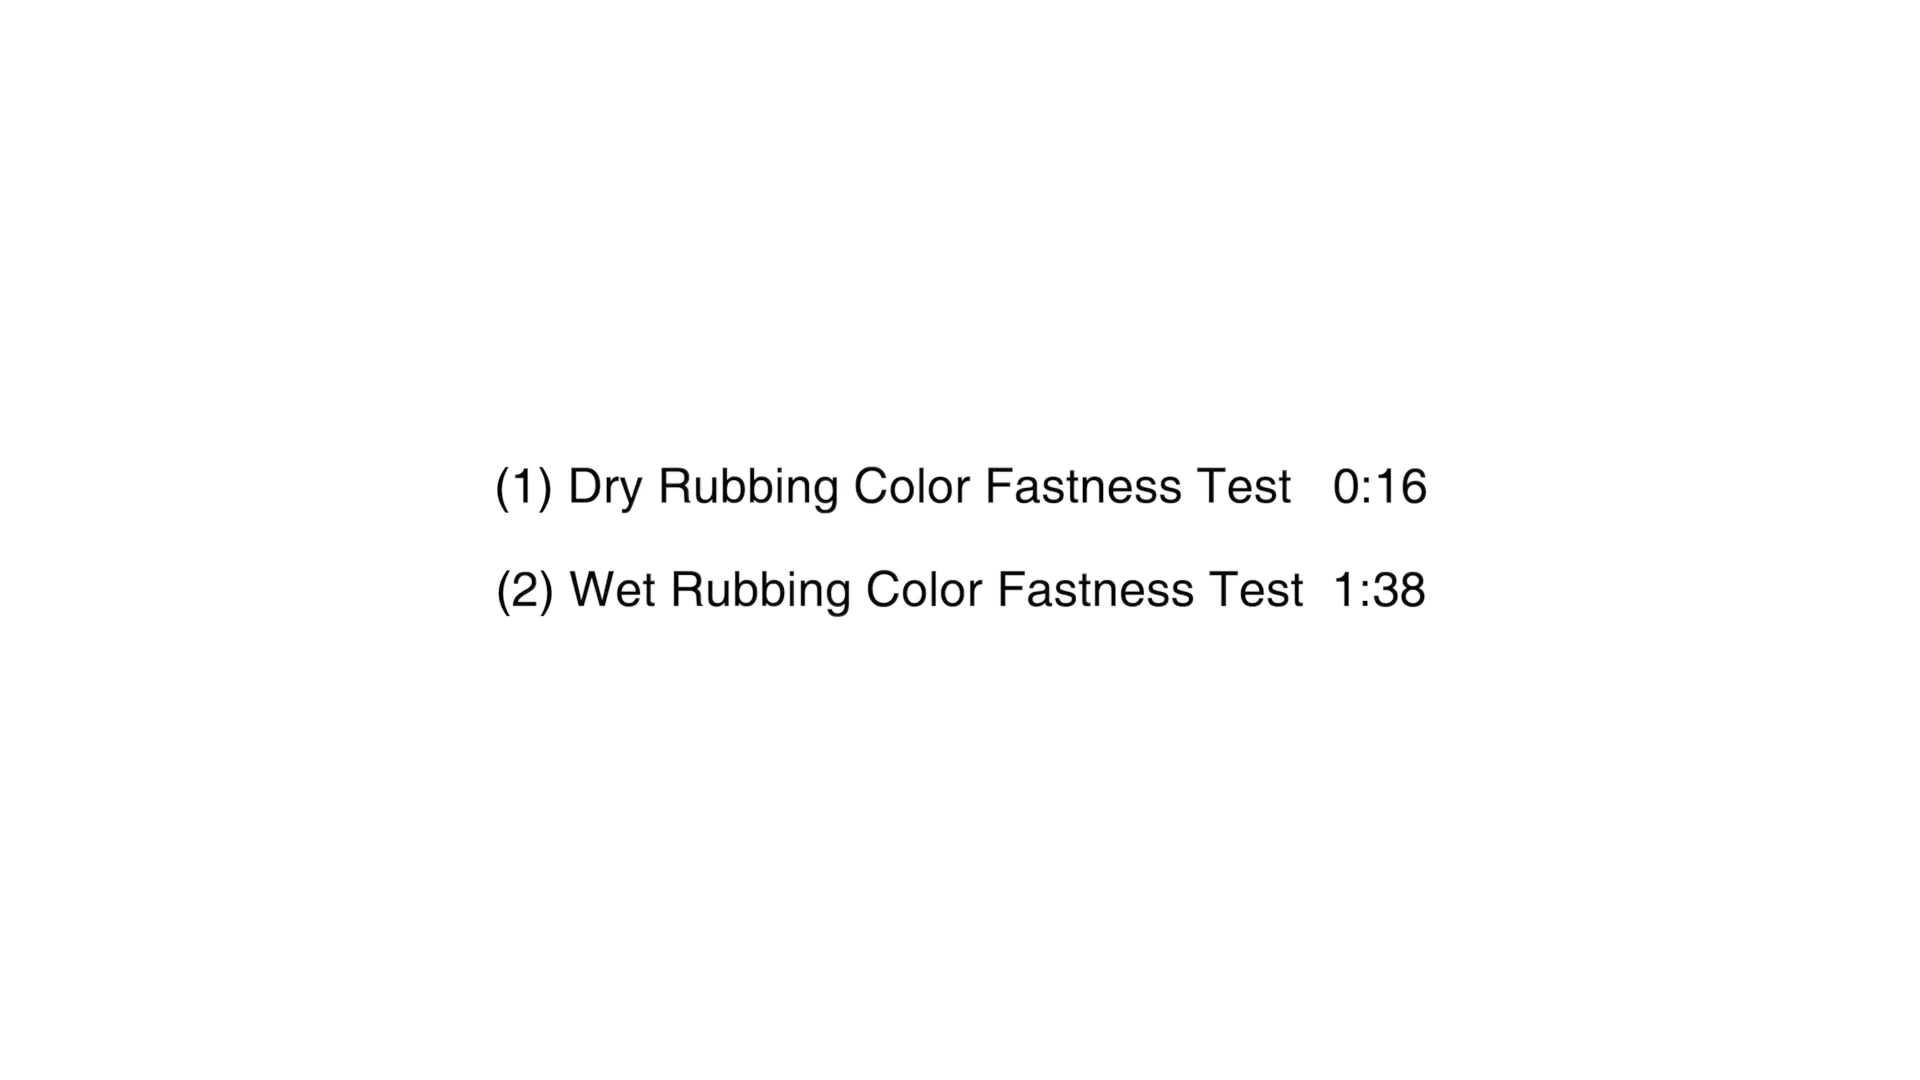 (1) Dry Rubbing Color Fastness Test 0:16
(2) Wet Rubbing Color Fastness Test 1:38